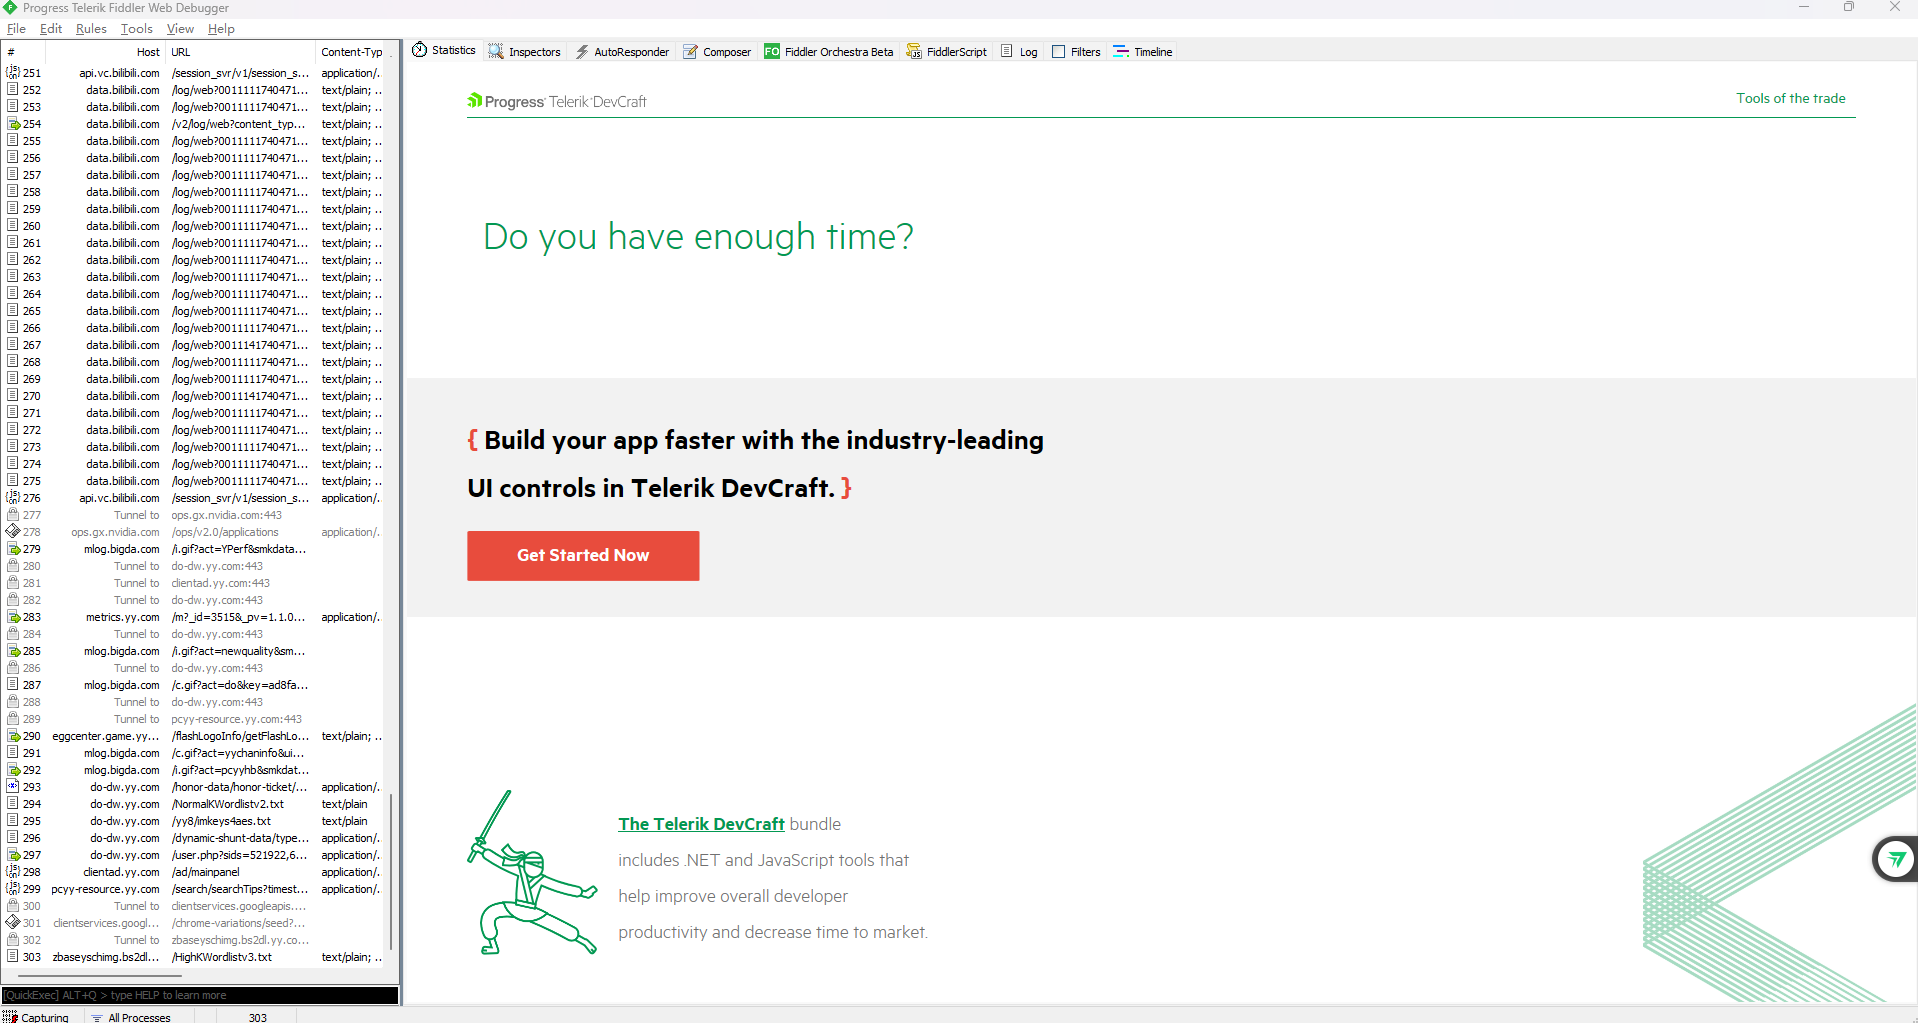 Progress Telerik Fiddler Web Debugger
File Edit Rules Tools View Help
# Host URL Content-Typ
251 api.vc.bilibili.com /session_svr/v1/session_s... application/..
252 data.bilibili.com /log/web?0011111740471... text/plain; ..
253 data.bilibili.com /log/web?0011111740471... text/plain; ..
254 data.bilibili.com /v2/log/web?content_typ... text/plain; ..
255 data.bilibili.com /log/web?0011111740471... text/plain; ..
256 data.bilibili.com /log/web?0011111740471... text/plain; ..
257 data.bilibili.com /log/web?0011111740471... text/plain; ..
258 data.bilibili.com /log/web?0011111740471... text/plain; ..
259 data.bilibili.com /log/web?0011111740471... text/plain; ..
260 data.bilibili.com /log/web?0011111740471... text/plain; ..
261 data.bilibili.com /log/web?0011111740471... text/plain; ..
262 data.bilibili.com /log/web?0011111740471... text/plain; ..
263 data.bilibili.com /log/web?0011111740471... text/plain; ..
264 data.bilibili.com /log/web?0011111740471... text/plain; ..
265 data.bilibili.com /log/web?0011111740471... text/plain; ..
266 data.bilibili.com /log/web?0011111740471... text/plain; ..
267 data.bilibili.com /log/web?0011141740471... text/plain; ..
268 data.bilibili.com /log/web?0011111740471... text/plain; ..
269 data.bilibili.com /log/web?0011111740471... text/plain; ..
270 data.bilibili.com /log/web?0011141740471... text/plain; ..
271 data.bilibili.com /log/web?0011111740471... text/plain; ..
272 data.bilibili.com /log/web?0011111740471... text/plain; ..
273 data.bilibili.com /log/web?0011111740471... text/plain; ..
274 data.bilibili.com /log/web?0011111740471... text/plain; ..
275 data.bilibili.com /log/web?0011111740471... text/plain; ..
276 api.vc.bilibili.com /session_svr/v1/session_s... application/..
277 Tunnel to ops.gx.nvidia.com:443
278 ops.gx.nvidia.com /ops/v2.0/applications application/..
279 mlog.bigda.com /i.gif?act=YPerf&smkdata...
280 Tunnel to do-dw.yy.com:443
281 Tunnel to clientad.yy.com:443
282 Tunnel to do-dw.yy.com:443
283 metrics.yy.com /m?_id=3515&_pv=1.1.0... application/..
284 Tunnel to do-dw.yy.com:443
285 mlog.bigda.com /i.gif?act=newquality&sm...
286 Tunnel to do-dw.yy.com:443
287 mlog.bigda.com /c.gif?act=do&key=ad8fa...
288 Tunnel to do-dw.yy.com:443
289 Tunnel to pcyy-resource.yy.com:443
290 eggcenter.game.yy... /flashLogoInfo/getFlashLo... text/plain; ..
291 mlog.bigda.com /c.gif?act=yychaninfo&ui...
292 mlog.bigda.com /i.gif?act=pcyyhb&smkdat...
293 do-dw.yy.com /honor-data/honor-ticket/... application/..
294 do-dw.yy.com /NormalKWordlistv2.txt text/plain
295 do-dw.yy.com /yy8/imkeys4aes.txt text/plain
296 do-dw.yy.com /dynamic-shunt-data/type... application/..
297 do-dw.yy.com /user.php?sids=521922,6... application/..
298 clientad.yy.com /ad/mainpanel application/..
299 pcyy-resource.yy.com /search/searchTips?timest... application/..
300 Tunnel to clientservices.googleapis....
301 clientservices.googl... /chrome-variations/seed?...
302 Tunnel to zbaseyschimg.bs2dl.yy.co...
303 zbaseyschimg.bs2dl... /HighKWordlistv3.txt text/plain; ..
[QuickExec] ALT+Q > type HELP to learn more
Capturing All Processes 303
Statistics Inspectors AutoResponder Composer FO Fiddler Orchestra Beta FiddlerScript Log Filters Timeline
Progress Telerik DevCraft
Tools of the trade
Do you have enough time?
{ Build your app faster with the industry-leading
UI controls in Telerik DevCraft. }
Get Started Now
The Telerik DevCraft bundle
includes .NET and JavaScript tools that
help improve overall developer
productivity and decrease time to market.